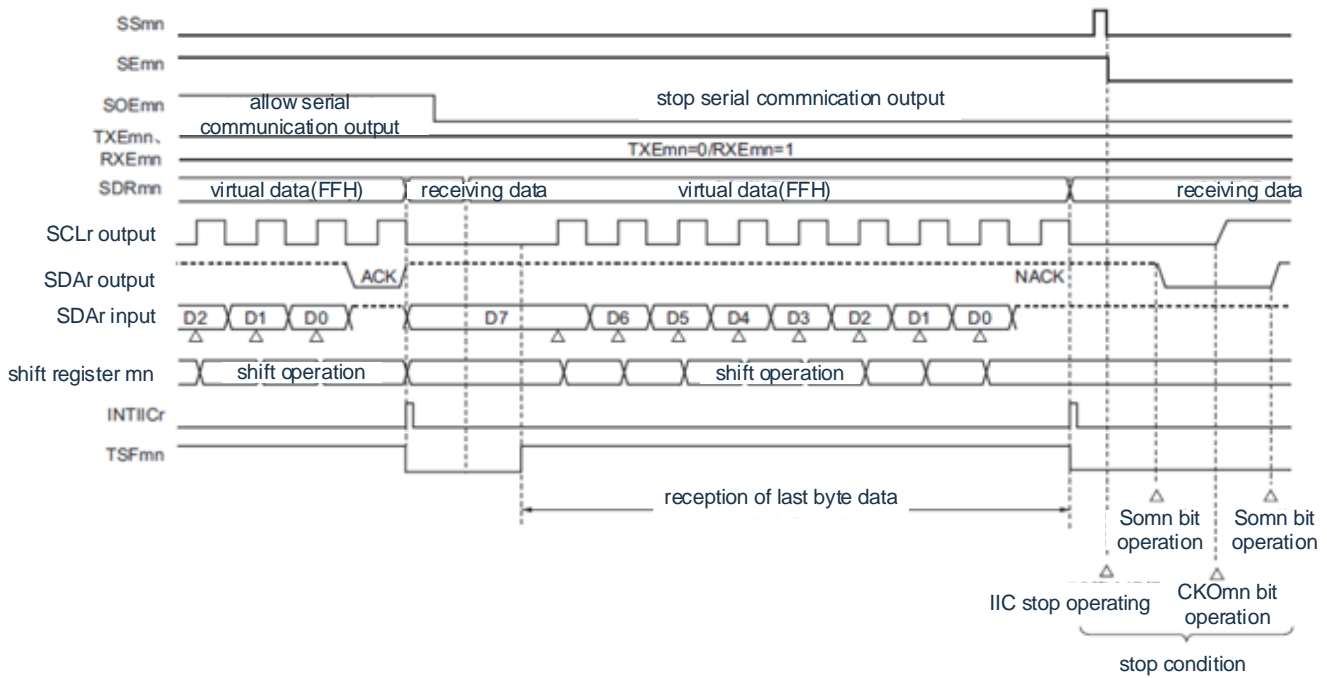 SSmn
SEmn
SOEmn
allow serial
communication output
stop serial commnication output
TXEmn、
RXEmn
TXEmn=0/RXEmn=1
SDRmn
virtual data(FFH)
receiving data
virtual data(FFH)
receiving data
SCLr output
SDAr output
ACK
NACK
SDAr input
D2
D1
D0
D7
D6
D5
D4
D3
D2
D1
D0
shift register mn
shift operation
shift operation
INTIICr
TSFmn
reception of last byte data
Somn bit
operation
Somn bit
operation
IIC stop operating
CKOmn bit
operation
stop condition